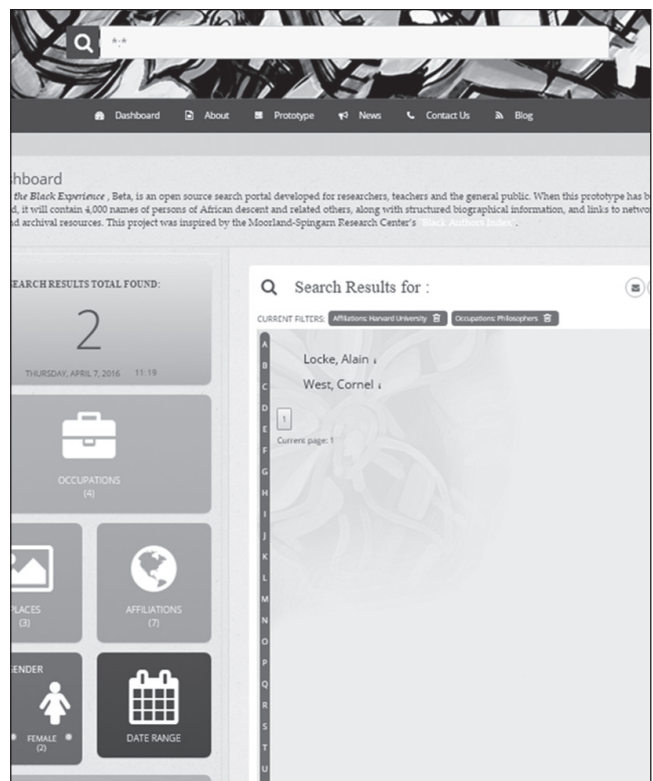 *:*
Dashboard About Prototype News Contact Us Blog
hboard
the Black Experience , Beta, is an open source search portal developed for researchers, teachers and the general public. When this prototype has b
d, it will contain 4,000 names of persons of African descent and related others, along with structured biographical information, and links to netwo
d archival resources. This project was inspired by the Moorland-Spingarn Research Center's "Black Authors Index".
EARCH RESULTS TOTAL FOUND:
2
THURSDAY, APRIL 7, 2016 11:19
OCCUPATIONS
(4)
LACES
(3)
AFFILIATIONS
(7)
ENDER
FEMALE
(2)
DATE RANGE
Search Results for :
CURRENT FILTERS: Affiliations: Harvard University Occupations: Philosophers
A
B
C
D
E
F
G
H
I
J
K
L
M
N
O
P
Q
R
S
T
U
Locke, Alain
West, Cornel
1
Current page: 1